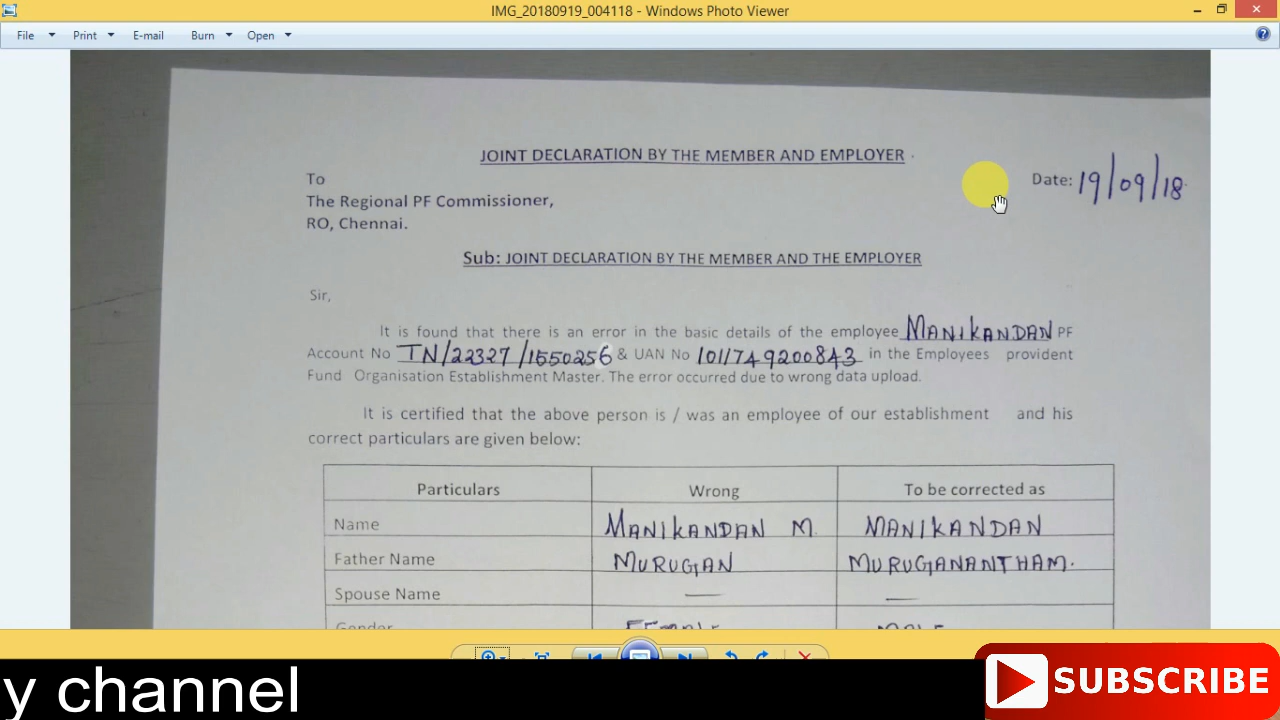 IMG_20180919_004118 - Windows Photo Viewer
File Print E-mail Burn Open
JOINT DECLARATION BY THE MEMBER AND EMPLOYER
To
Date: 19/09/18
The Regional PF Commissioner,
RO, Chennai.
Sub: JOINT DECLARATION BY THE MEMBER AND THE EMPLOYER
Sir,
It is found that there is an error in the basic details of the employee MANIKANDAN PF
Account No TN/22327/1550256 & UAN No 1011749200843 in the Employees provident
Fund Organisation Establishment Master. The error occurred due to wrong data upload.
It is certified that the above person is / was an employee of our establishment and his
correct particulars are given below:
Particulars Wrong To be corrected as
Name MANIKANDAN M. MANIKANDAN
Father Name MURUGAN MURUGANANTHAM.
Spouse Name — —
Gender FEMALE MALE
y channel
SUBSCRIBE